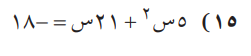 ١٥) ٥س٢ + ٢١س = −١٨